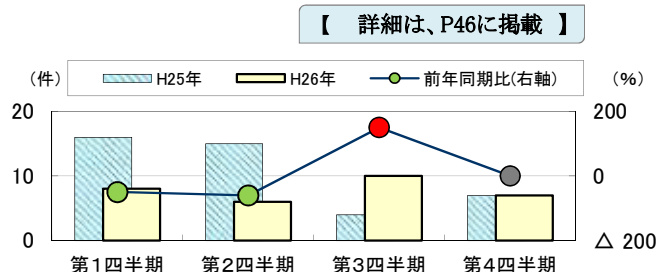 【　詳細は、P46に掲載　】
（件） H25年 H26年 前年同期比(右軸) （%）
20 200
10 0
0 △ 200
第1四半期 第2四半期 第3四半期 第4四半期